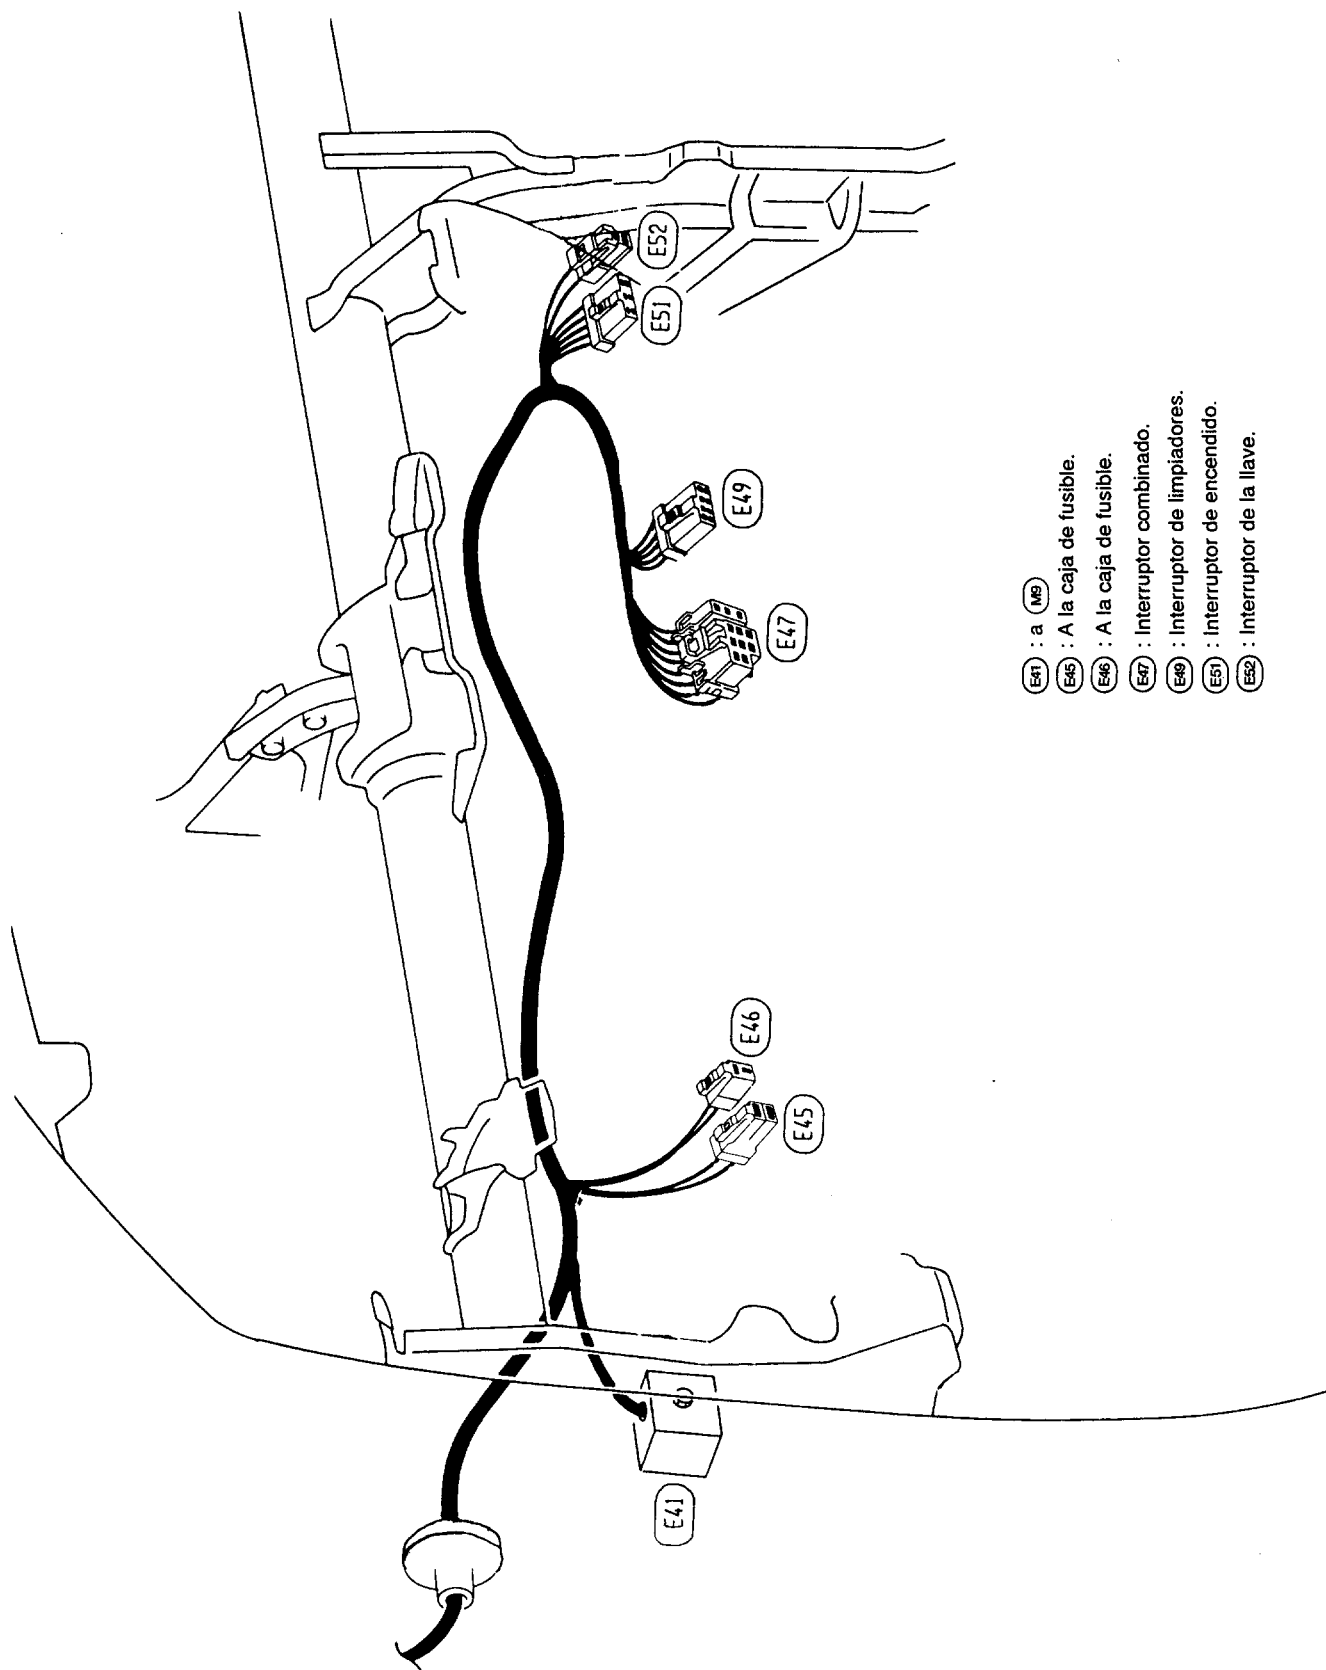 E52
E51
E49
E47
E46
E45
E41
E41 : a M9
E45 : A la caja de fusible.
E46 : A la caja de fusible.
E47 : Interruptor combinado.
E49 : Interruptor de limpiadores.
E51 : Interruptor de encendido.
E52 : Interruptor de la llave.